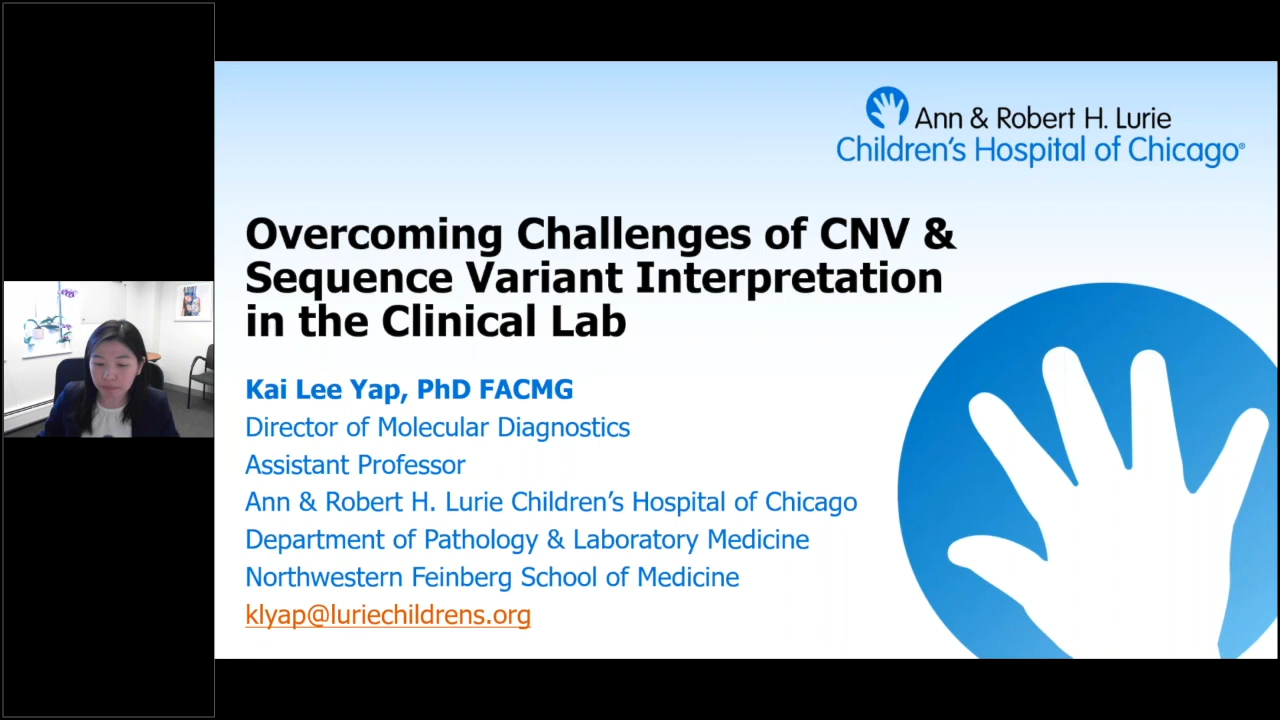 Ann & Robert H. Lurie
Children's Hospital of Chicago®
Overcoming Challenges of CNV &
Sequence Variant Interpretation
in the Clinical Lab
Kai Lee Yap, PhD FACMG
Director of Molecular Diagnostics
Assistant Professor
Ann & Robert H. Lurie Children's Hospital of Chicago
Department of Pathology & Laboratory Medicine
Northwestern Feinberg School of Medicine
klyap@luriechildrens.org